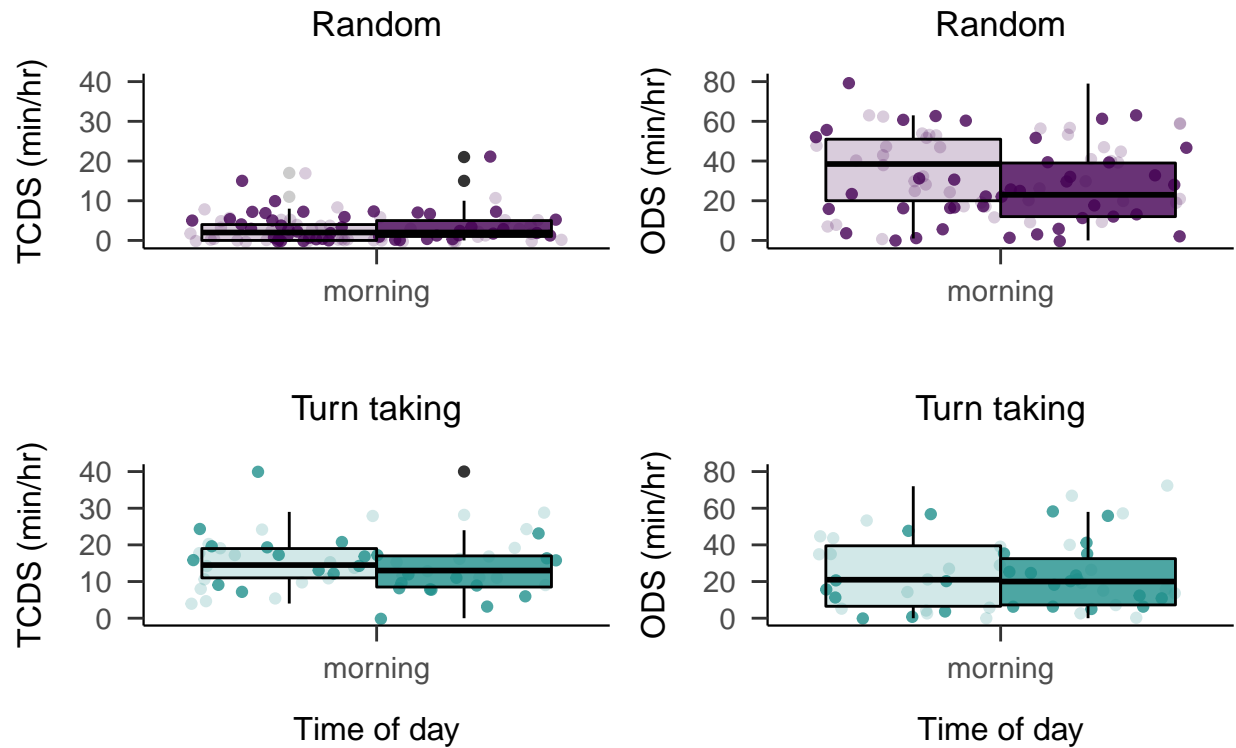 Random
TCDS (min/hr)
40
30
20
10
0
morning
Random
ODS (min/hr)
80
60
40
20
0
morning
Turn taking
TCDS (min/hr)
40
30
20
10
0
morning
Time of day
Turn taking
ODS (min/hr)
80
60
40
20
0
morning
Time of day